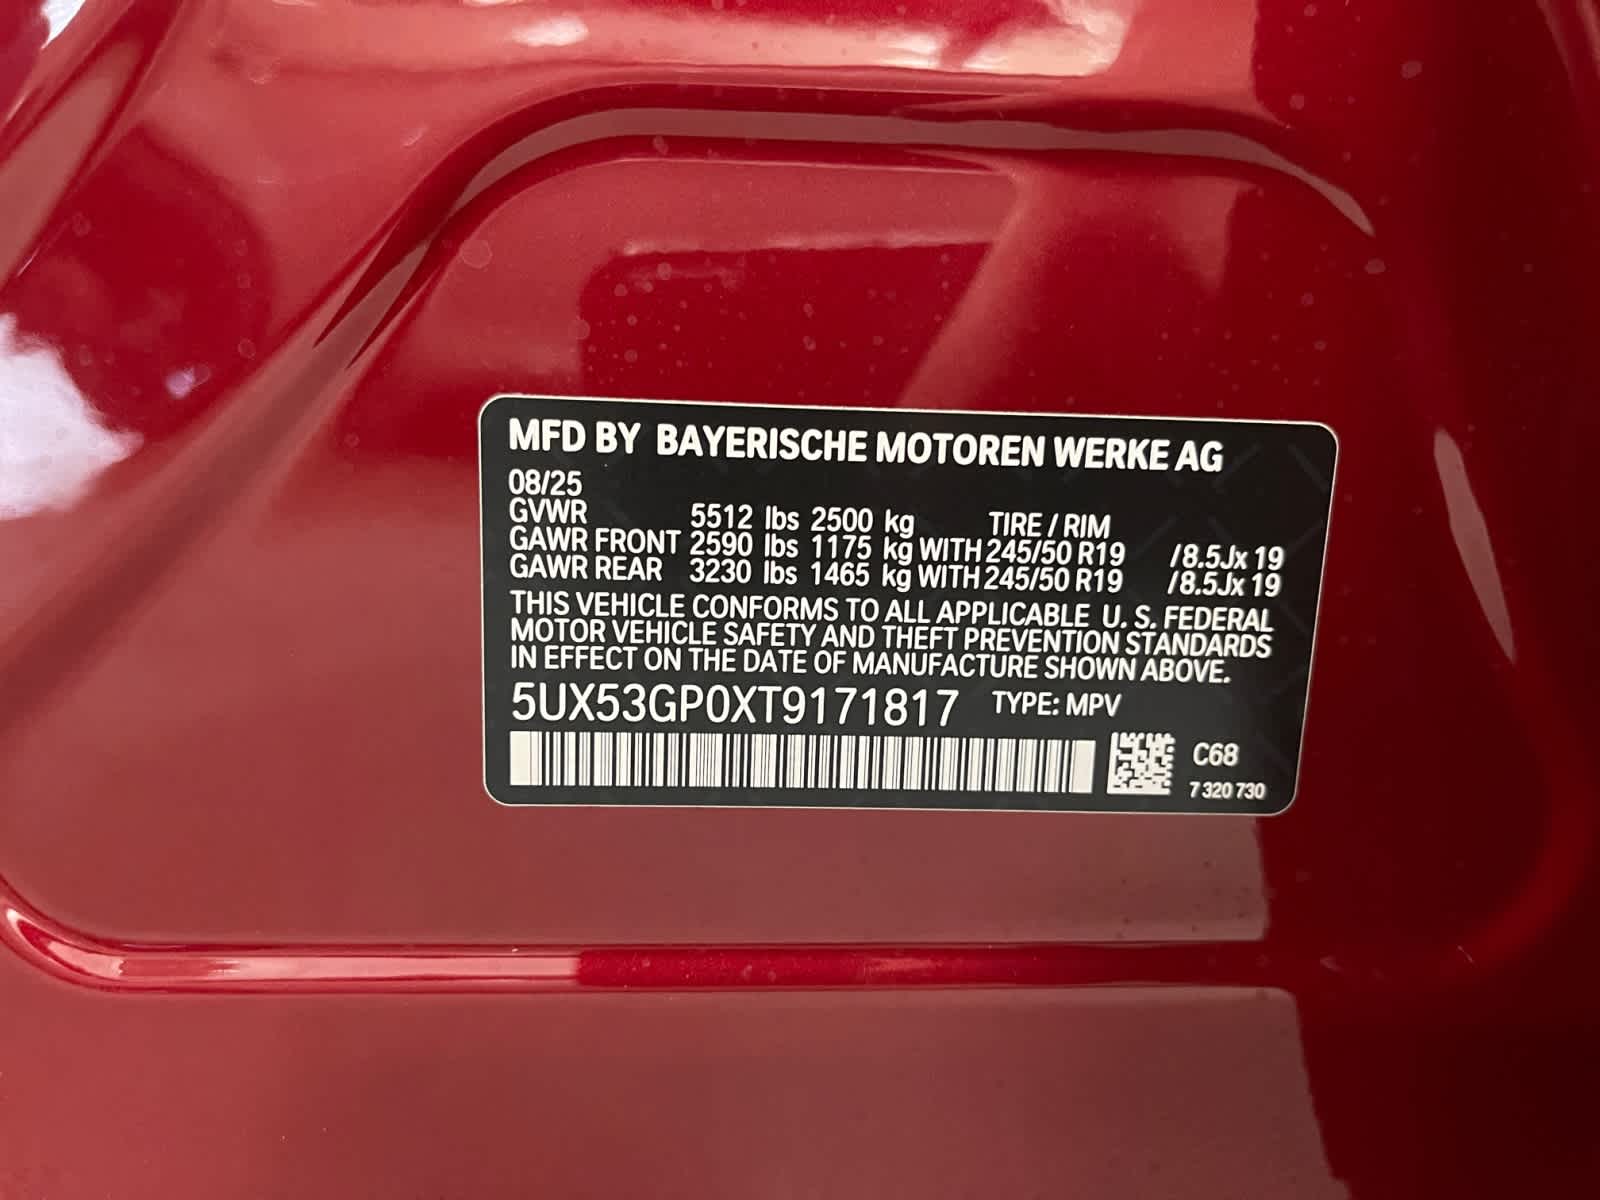 MFD BY BAYERISCHE MOTOREN WERKE AG
08/25
GVWR 5512 lbs 2500 kg TIRE / RIM
GAWR FRONT 2590 lbs 1175 kg WITH 245/50 R19 /8.5Jx 19
GAWR REAR 3230 lbs 1465 kg WITH 245/50 R19 /8.5Jx 19
THIS VEHICLE CONFORMS TO ALL APPLICABLE U. S. FEDERAL
MOTOR VEHICLE SAFETY AND THEFT PREVENTION STANDARDS
IN EFFECT ON THE DATE OF MANUFACTURE SHOWN ABOVE.
5UX53GP0XT9171817 TYPE: MPV
C68
7 320 730